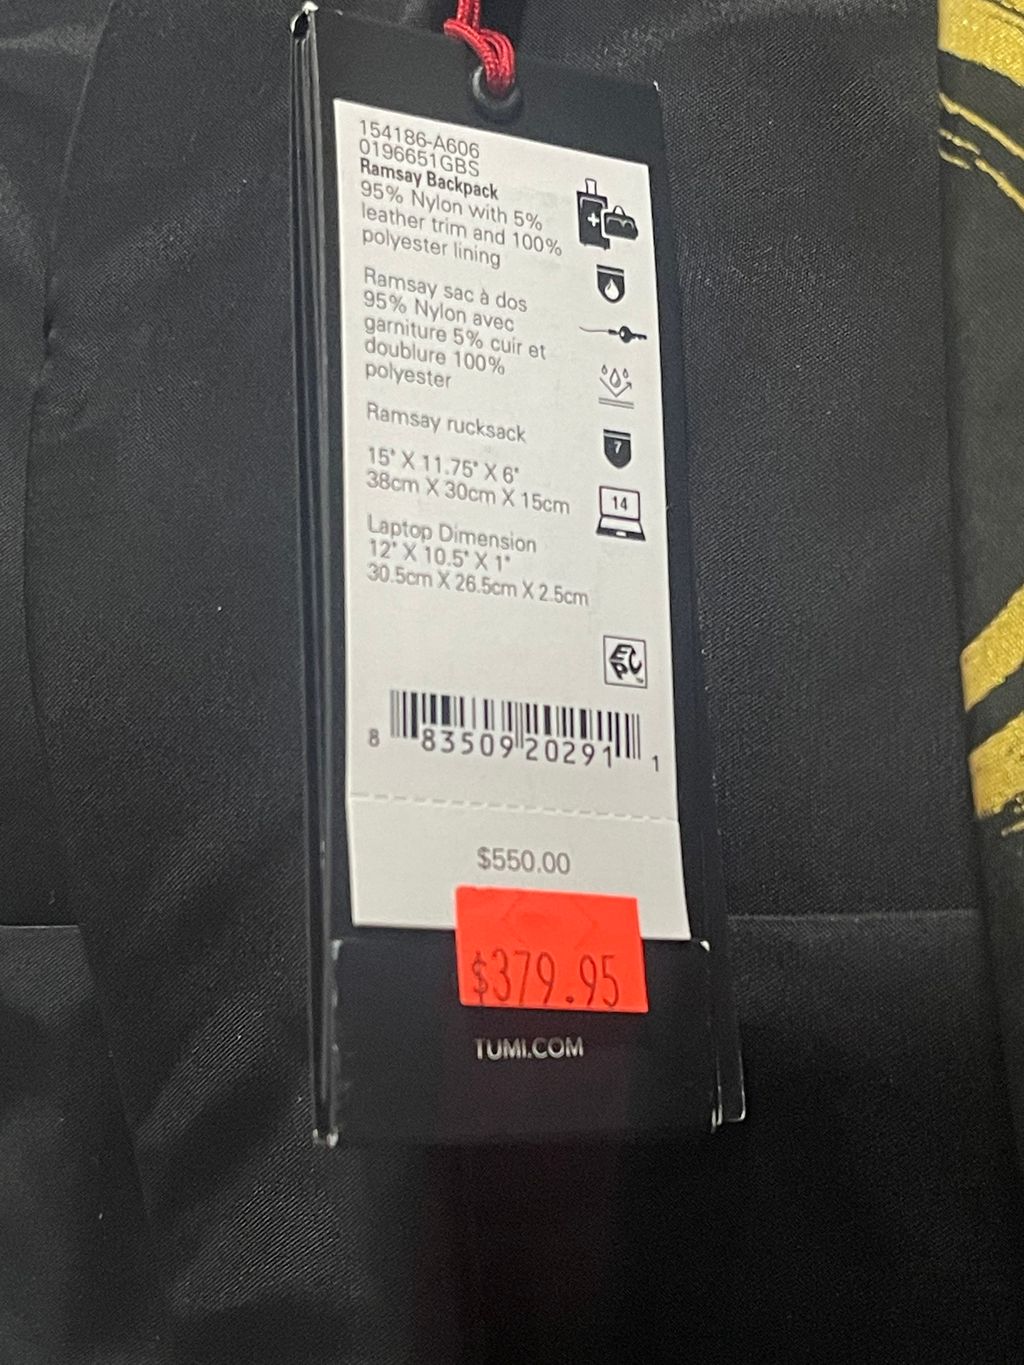 154186-A606
0196651GBS
Ramsay Backpack
95% Nylon with 5%
leather trim and 100%
polyester lining
Ramsay sac à dos
95% Nylon avec
garniture 5% cuir et
doublure 100%
polyester
Ramsay rucksack
15" X 11.75" X 6"
38cm X 30cm X 15cm
Laptop Dimension
12" X 10.5" X 1"
30.5cm X 26.5cm X 2.5cm
7
14
EPC
8 83509 20291 1
$550.00
$379.95
TUMI.COM